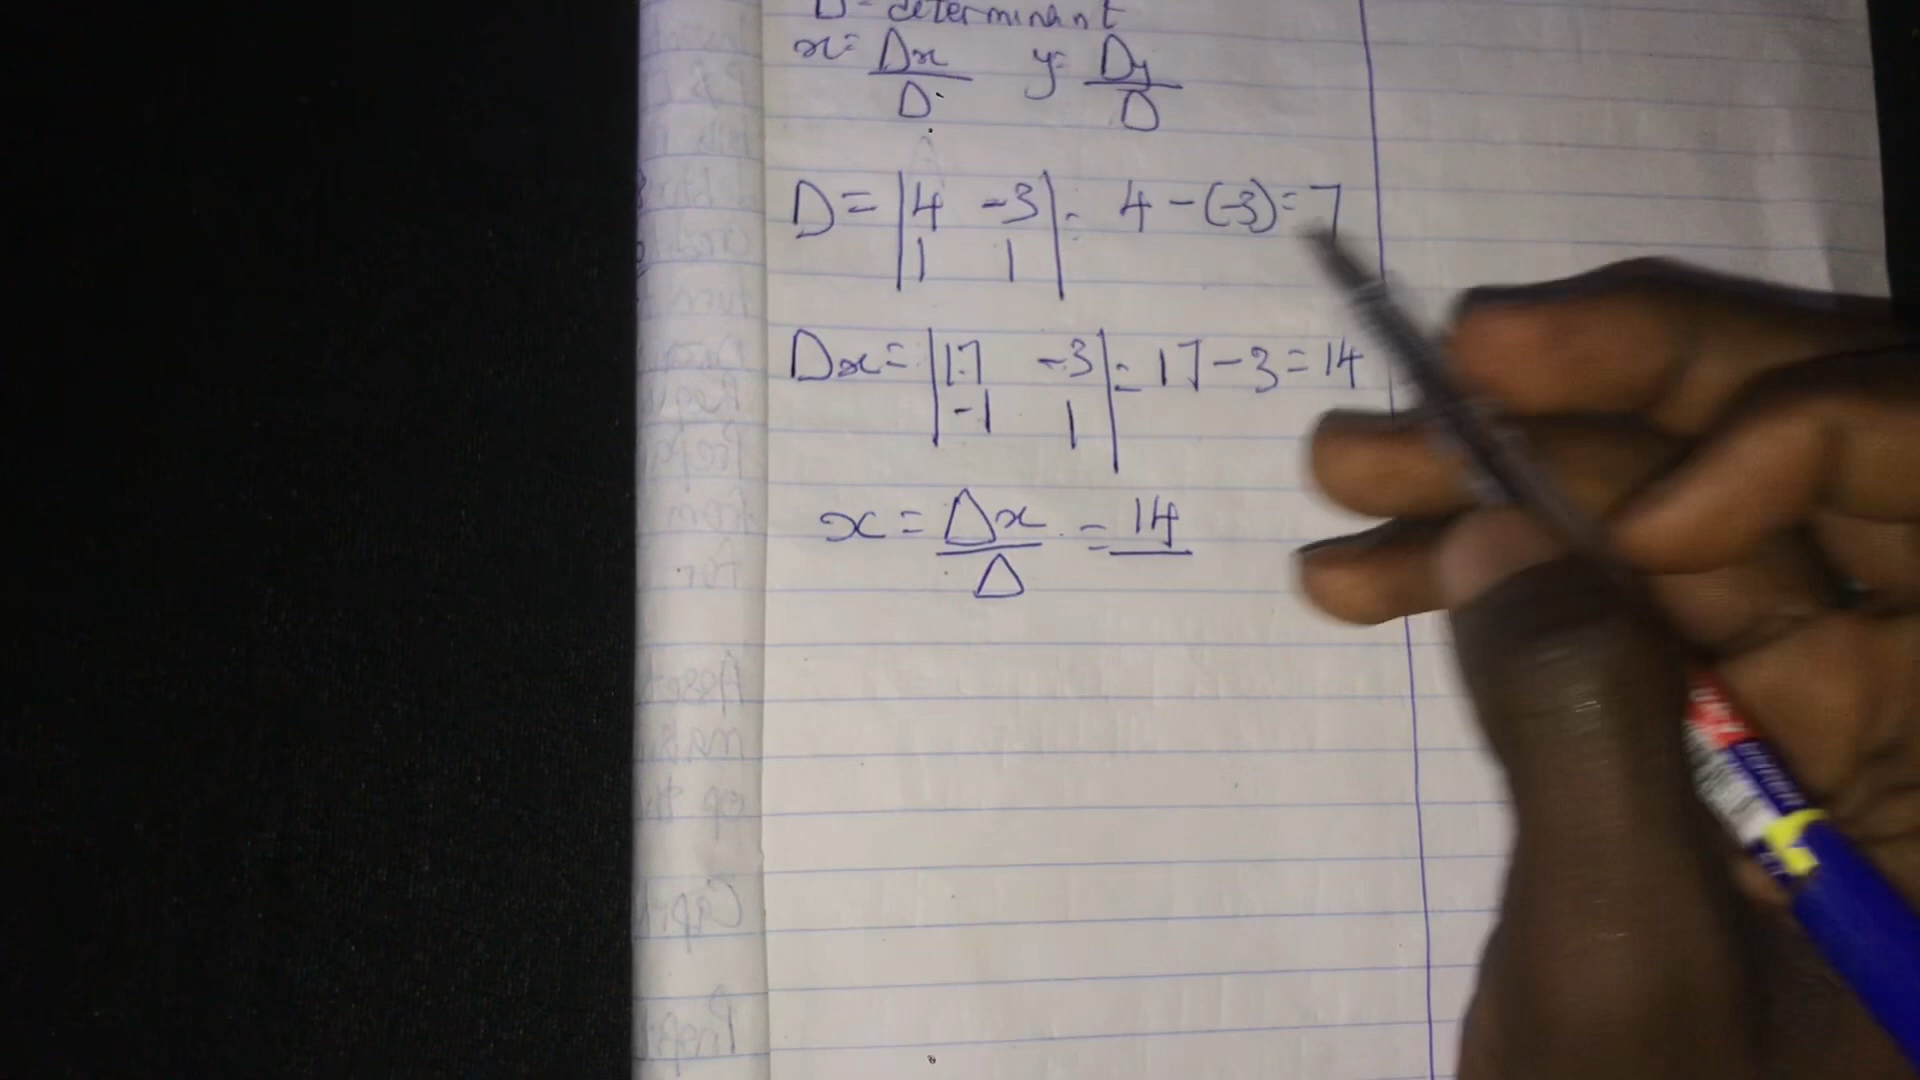 D - determinant
x = Dx/D y = Dy/D
D = |4 -3| = 4 - (-3) = 7
|1 1|
Dx = |17 -3| = 17 - 3 = 14
|-1 1|
x = Δx/Δ = 14